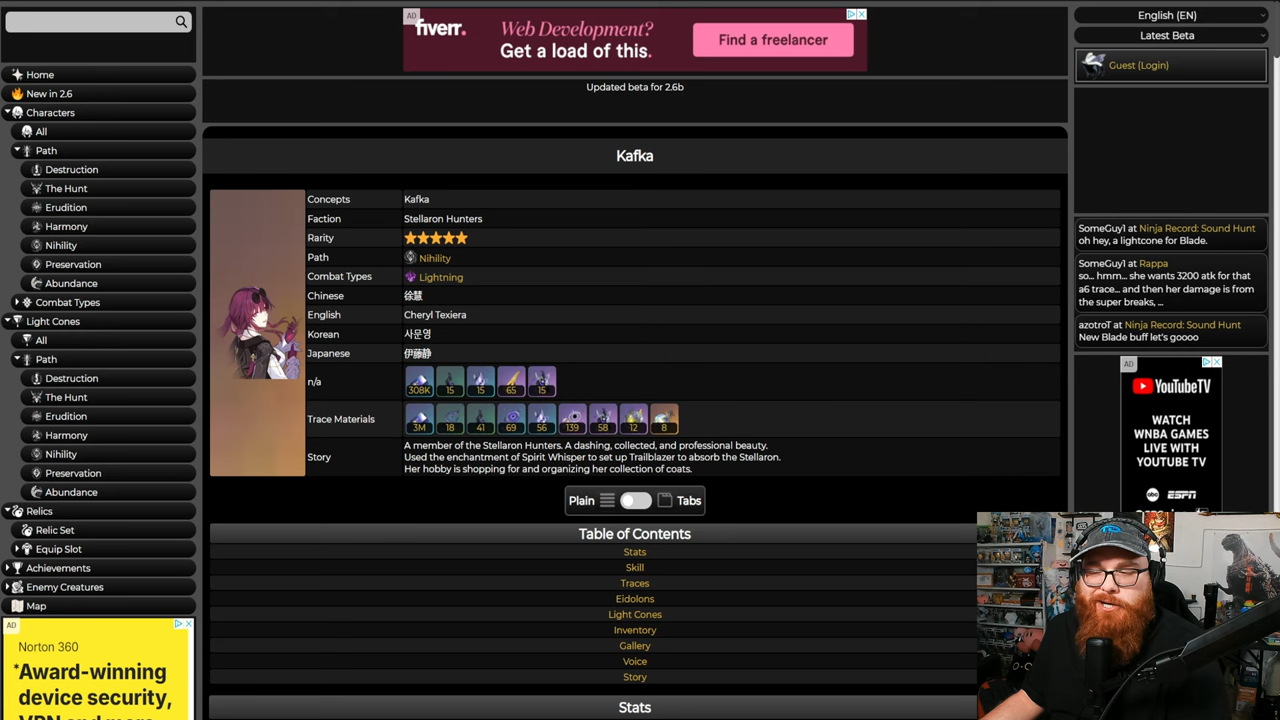 Home
New in 2.6
Characters
All
Path
Destruction
The Hunt
Erudition
Harmony
Nihility
Preservation
Abundance
Combat Types
Light Cones
All
Path
Destruction
The Hunt
Erudition
Harmony
Nihility
Preservation
Abundance
Relics
Relic Set
Equip Slot
Achievements
Enemy Creatures
Map
AD
Norton 360
*Award-winning
device security,
AD
fiverr.
Web Development?
Get a load of this.
Find a freelancer
Updated beta for 2.6b
Kafka
Concepts Kafka
Faction Stellaron Hunters
Rarity
Path Nihility
Combat Types Lightning
Chinese 徐慧
English Cheryl Texiera
Korean 사문영
Japanese 伊藤静
n/a 308K 15 15 65 15
Trace Materials 3M 18 41 69 56 139 58 12 8
A member of the Stellaron Hunters. A dashing, collected, and professional beauty.
Story Used the enchantment of Spirit Whisper to set up Trailblazer to absorb the Stellaron.
Her hobby is shopping for and organizing her collection of coats.
Plain Tabs
Table of Contents
Stats
Skill
Traces
Eidolons
Light Cones
Inventory
Gallery
Voice
Story
Stats
English (EN)
Latest Beta
Guest (Login)
SomeGuy1 at Ninja Record: Sound Hunt
oh hey, a lightcone for Blade.
SomeGuy1 at Rappa
so... hmm... she wants 3200 atk for that
a6 trace... and then her damage is from
the super breaks, ...
azotroT at Ninja Record: Sound Hunt
New Blade buff let's goooo
AD
YouTubeTV
WATCH
WNBA GAMES
LIVE WITH
YOUTUBE TV
abc ESPN